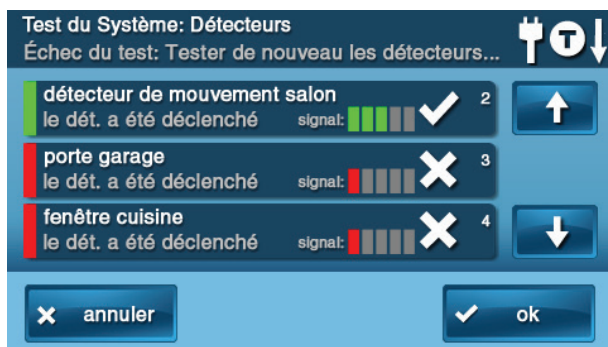 Test du Système: Détecteurs
Échec du test: Tester de nouveau les détecteurs...
T
détecteur de mouvement salon
2
le dét. a été déclenché signal:
porte garage
3
le dét. a été déclenché signal:
fenêtre cuisine
4
le dét. a été déclenché signal:
annuler
ok